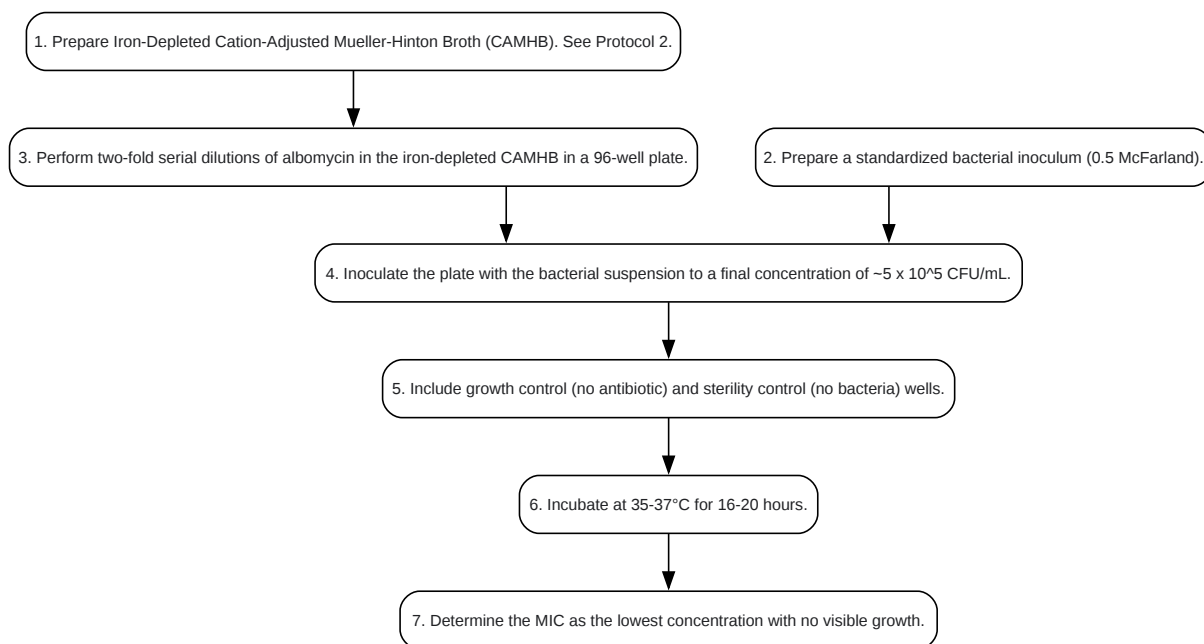 1. Prepare Iron-Depleted Cation-Adjusted Mueller-Hinton Broth (CAMHB). See Protocol 2.
3. Perform two-fold serial dilutions of albomycin in the iron-depleted CAMHB in a 96-well plate.
2. Prepare a standardized bacterial inoculum (0.5 McFarland).
4. Inoculate the plate with the bacterial suspension to a final concentration of ~5 x 10^5 CFU/mL.
5. Include growth control (no antibiotic) and sterility control (no bacteria) wells.
6. Incubate at 35-37°C for 16-20 hours.
7. Determine the MIC as the lowest concentration with no visible growth.